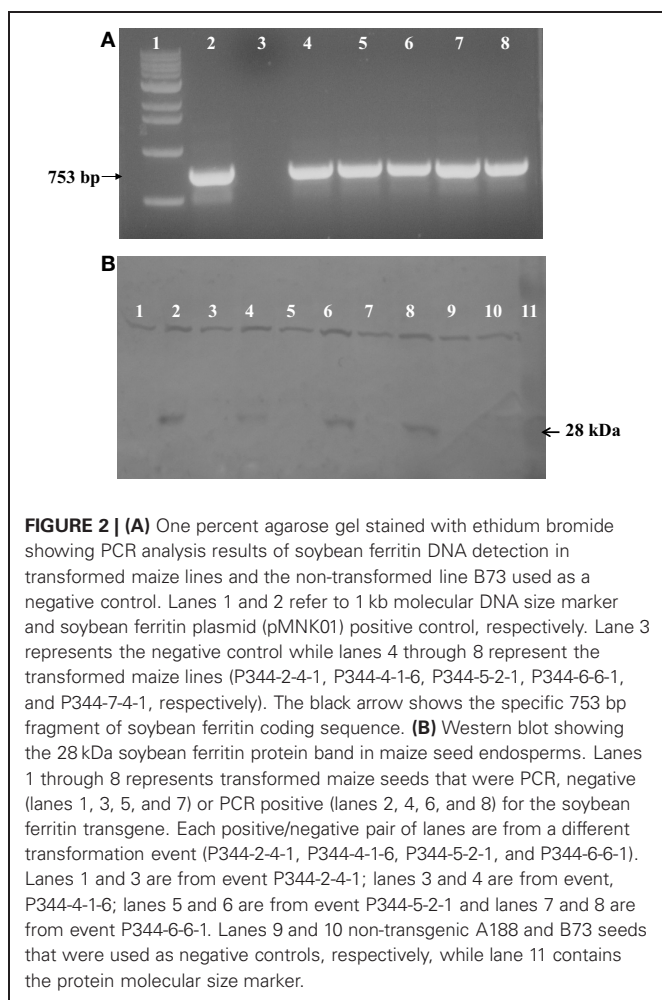 A
1 2 3 4 5 6 7 8
753 bp
B
1 2 3 4 5 6 7 8 9 10 11
28 kDa
FIGURE 2 | (A) One percent agarose gel stained with ethidum bromide
showing PCR analysis results of soybean ferritin DNA detection in
transformed maize lines and the non-transformed line B73 used as a
negative control. Lanes 1 and 2 refer to 1 kb molecular DNA size marker
and soybean ferritin plasmid (pMNK01) positive control, respectively. Lane 3
represents the negative control while lanes 4 through 8 represent the
transformed maize lines (P344-2-4-1, P344-4-1-6, P344-5-2-1, P344-6-6-1,
and P344-7-4-1, respectively). The black arrow shows the specific 753 bp
fragment of soybean ferritin coding sequence. (B) Western blot showing
the 28 kDa soybean ferritin protein band in maize seed endosperms. Lanes
1 through 8 represents transformed maize seeds that were PCR, negative
(lanes 1, 3, 5, and 7) or PCR positive (lanes 2, 4, 6, and 8) for the soybean
ferritin transgene. Each positive/negative pair of lanes are from a different
transformation event (P344-2-4-1, P344-4-1-6, P344-5-2-1, and P344-6-6-1).
Lanes 1 and 3 are from event P344-2-4-1; lanes 3 and 4 are from event,
P344-4-1-6; lanes 5 and 6 are from event P344-5-2-1 and lanes 7 and 8 are
from event P344-6-6-1. Lanes 9 and 10 non-transgenic A188 and B73 seeds
that were used as negative controls, respectively, while lane 11 contains
the protein molecular size marker.